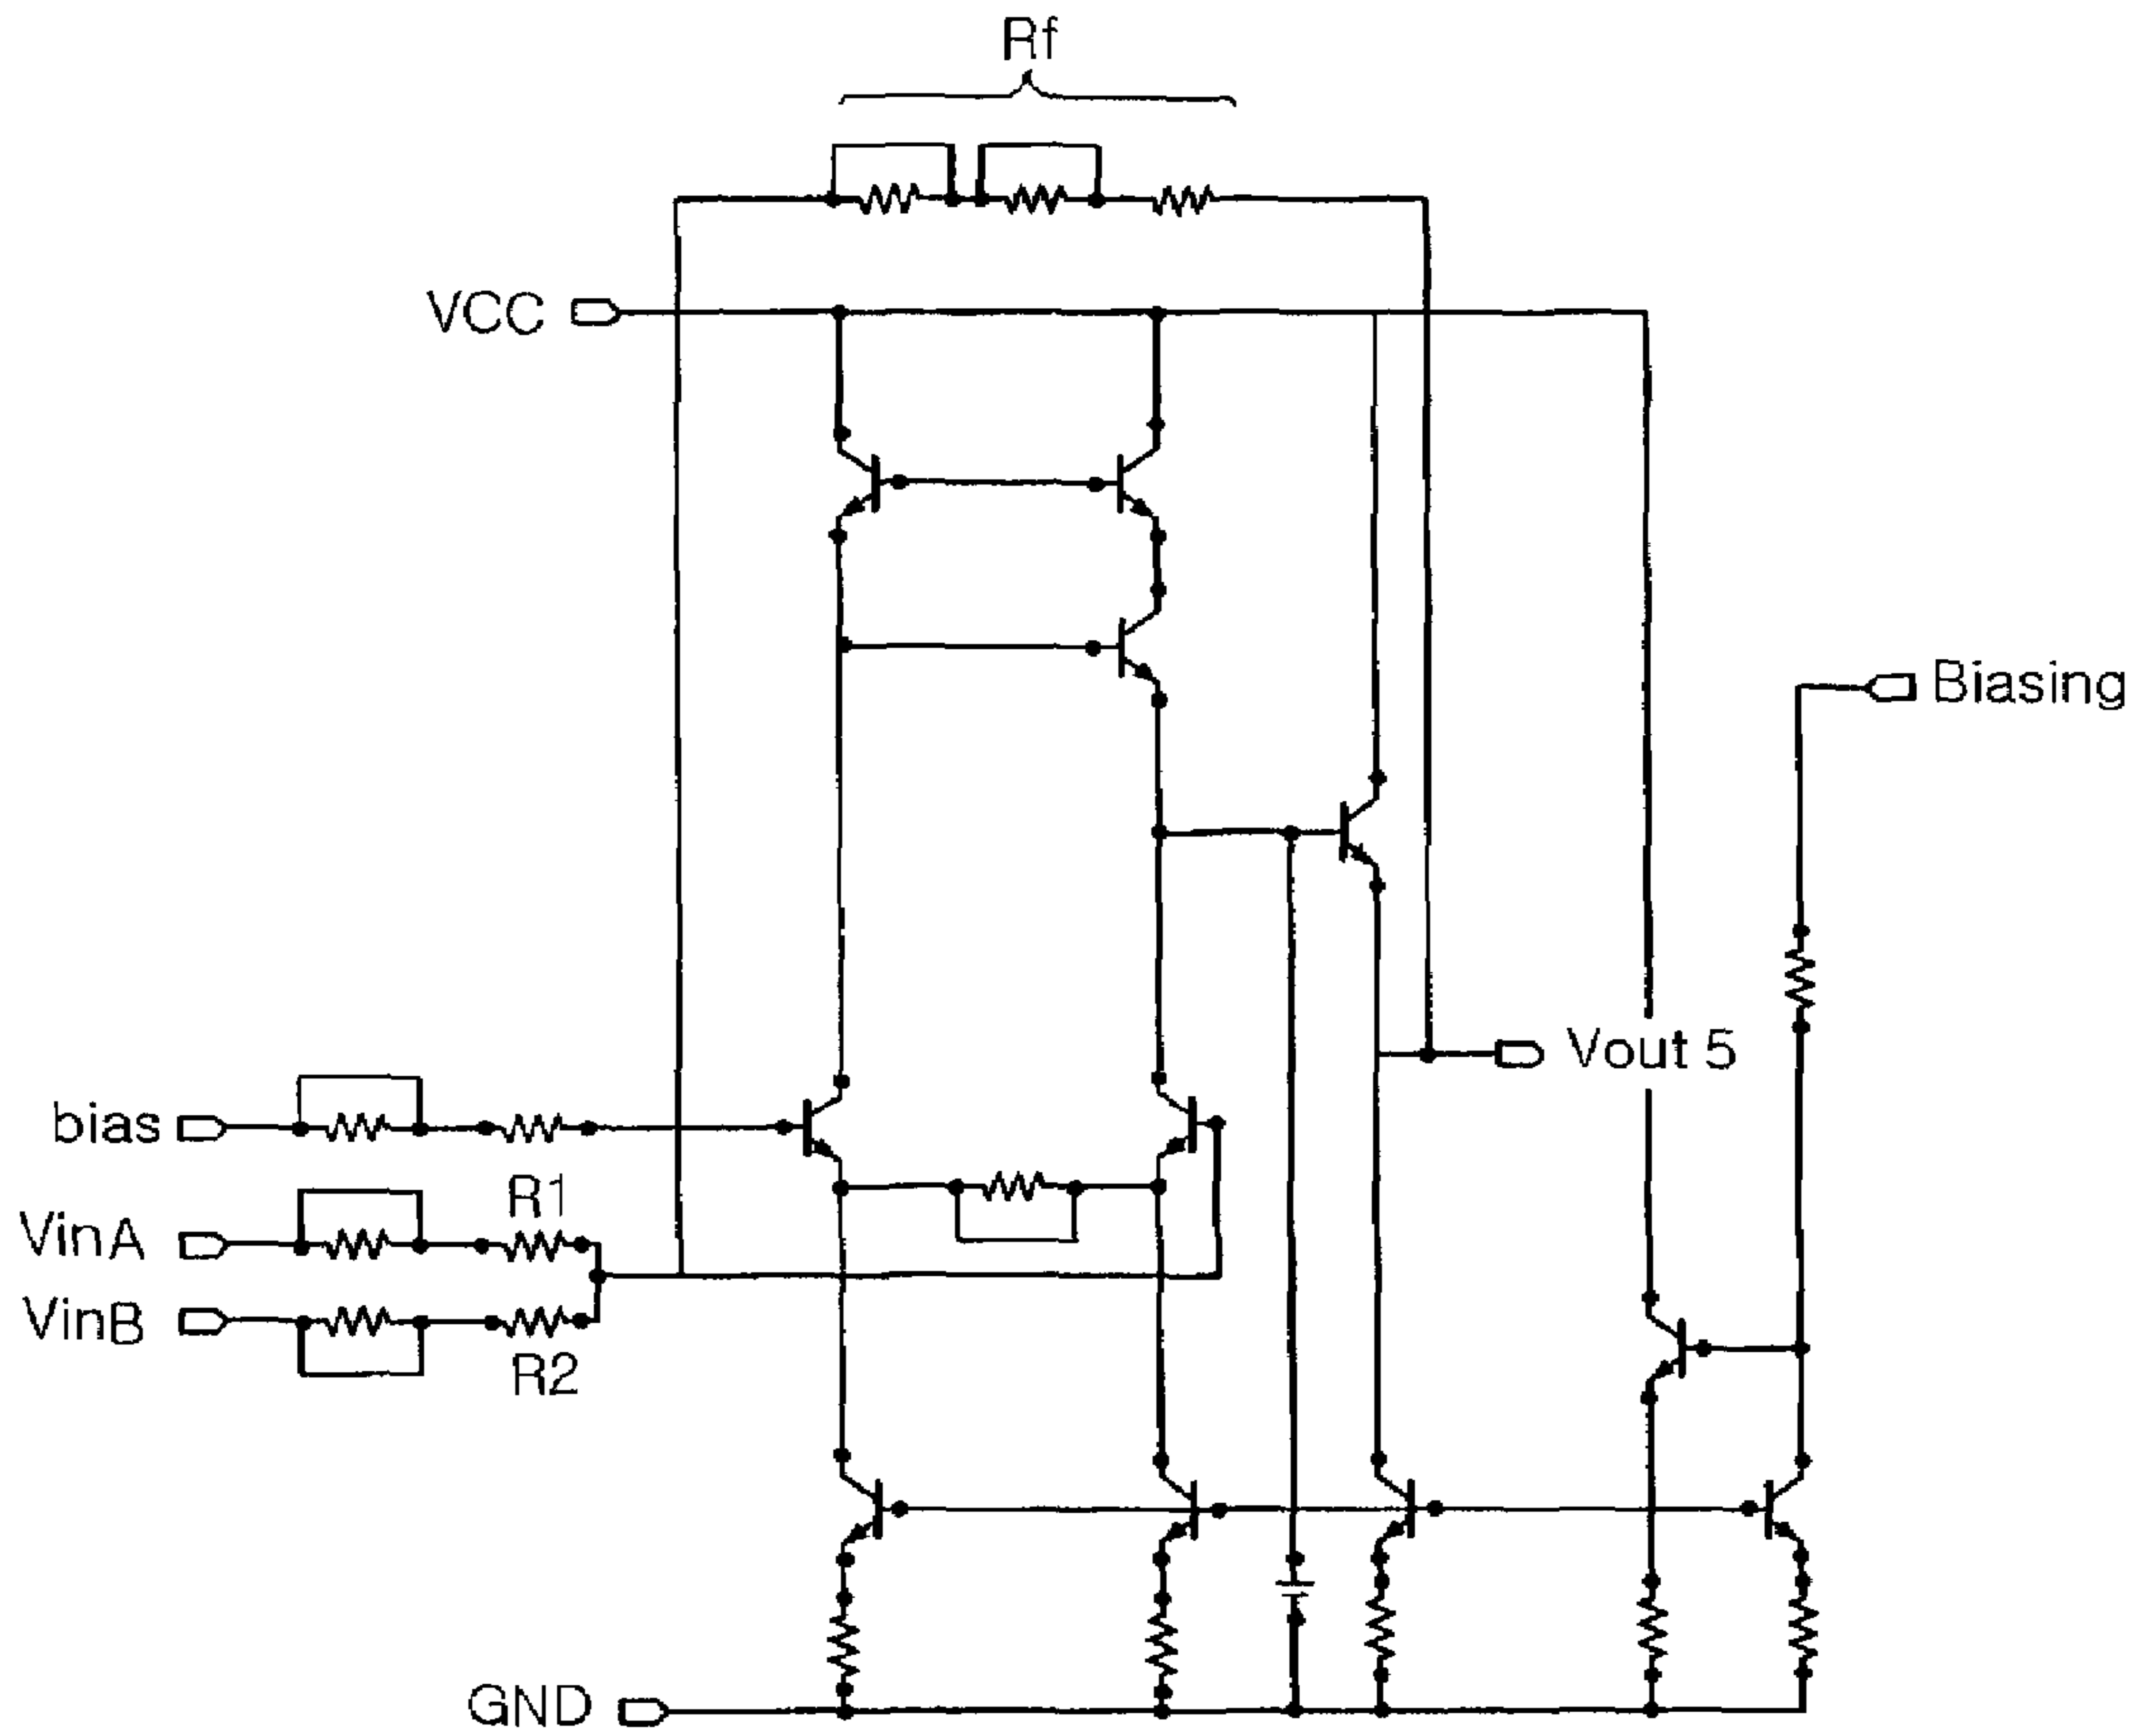 Rf
VCC
Biasing
Vout 5
bias
R1
VinA
VinB
R2
GND